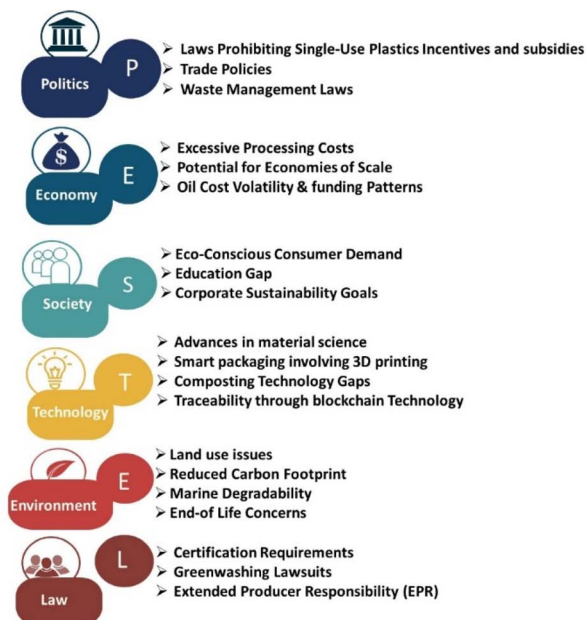 P
Politics
➤ Laws Prohibiting Single-Use Plastics Incentives and subsidies
➤ Trade Policies
➤ Waste Management Laws
$
E
Economy
➤ Excessive Processing Costs
➤ Potential for Economies of Scale
➤ Oil Cost Volatility & funding Patterns
S
Society
➤ Eco-Conscious Consumer Demand
➤ Education Gap
➤ Corporate Sustainability Goals
T
Technology
➤ Advances in material science
➤ Smart packaging involving 3D printing
➤ Composting Technology Gaps
➤ Traceability through blockchain Technology
E
Environment
➤ Land use issues
➤ Reduced Carbon Footprint
➤ Marine Degradability
➤ End-of Life Concerns
L
Law
➤ Certification Requirements
➤ Greenwashing Lawsuits
➤ Extended Producer Responsibility (EPR)